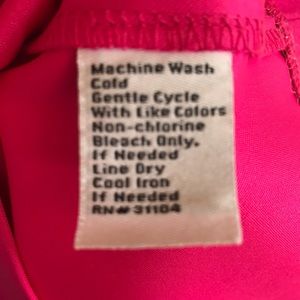 Machine Wash
Cold
Gentle Cycle
With Like Colors
Non-chlorine
Bleach Only,
If Needed
Line Dry
Cool Iron
If Needed
RN# 31104